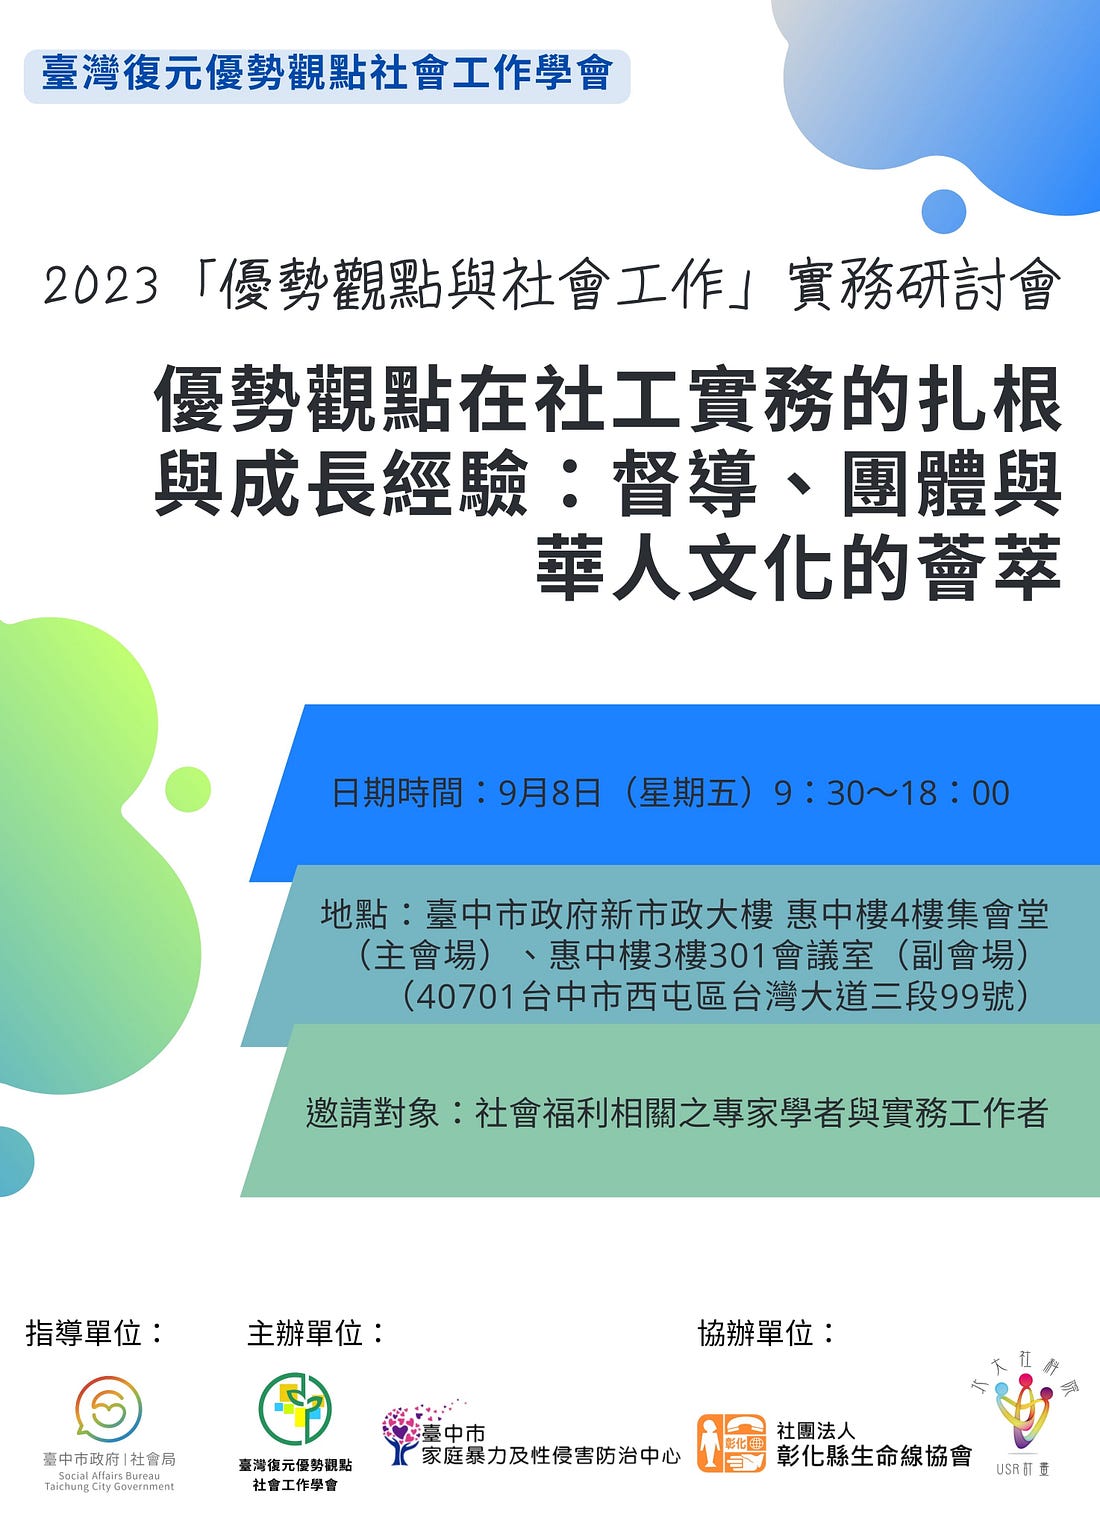 臺灣復元優勢觀點社會工作學會
2023「優勢觀點與社會工作」實務研討會
優勢觀點在社工實務的扎根
與成長經驗：督導、團體與
華人文化的薈萃
日期時間：9月8日（星期五）9：30～18：00
地點：臺中市政府新市政大樓 惠中樓4樓集會堂
（主會場）、惠中樓3樓301會議室（副會場）
（40701台中市西屯區台灣大道三段99號）
邀請對象：社會福利相關之專家學者與實務工作者
指導單位：
臺中市政府|社會局
Social Affairs Bureau
Taichung City Government
主辦單位：
臺灣復元優勢觀點
社會工作學會
臺中市
家庭暴力及性侵害防治中心
協辦單位：
彰化
社團法人
彰化縣生命線協會
北大社科院
USR計畫